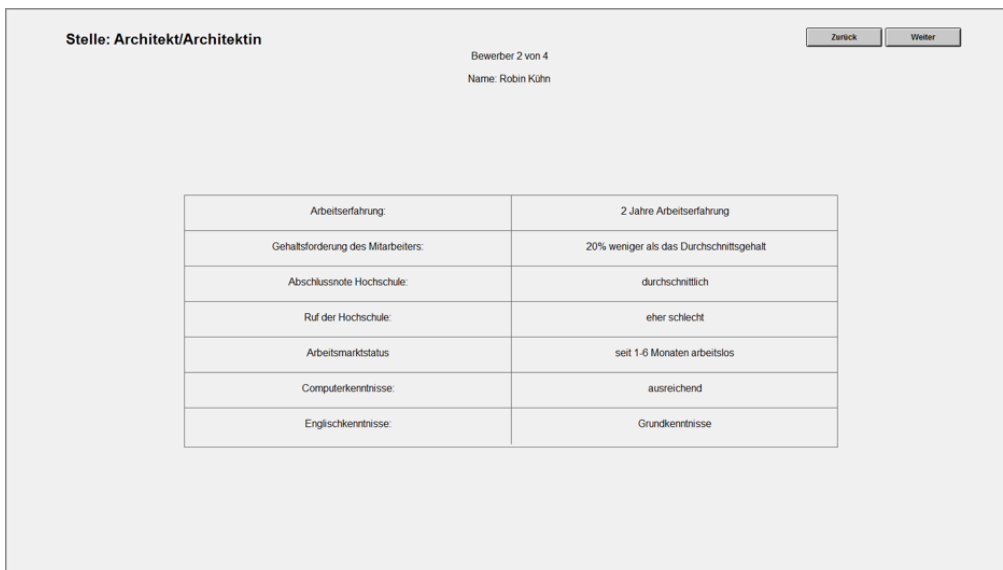 Stelle: Architekt/Architektin
Zurück
Weiter
Bewerber 2 von 4
Name: Robin Kühn
Arbeitserfahrung: 2 Jahre Arbeitserfahrung
Gehaltsforderung des Mitarbeiters: 20% weniger als das Durchschnittsgehalt
Abschlussnote Hochschule: durchschnittlich
Ruf der Hochschule: eher schlecht
Arbeitsmarktstatus seit 1-6 Monaten arbeitslos
Computerkenntnisse: ausreichend
Englischkenntnisse: Grundkenntnisse